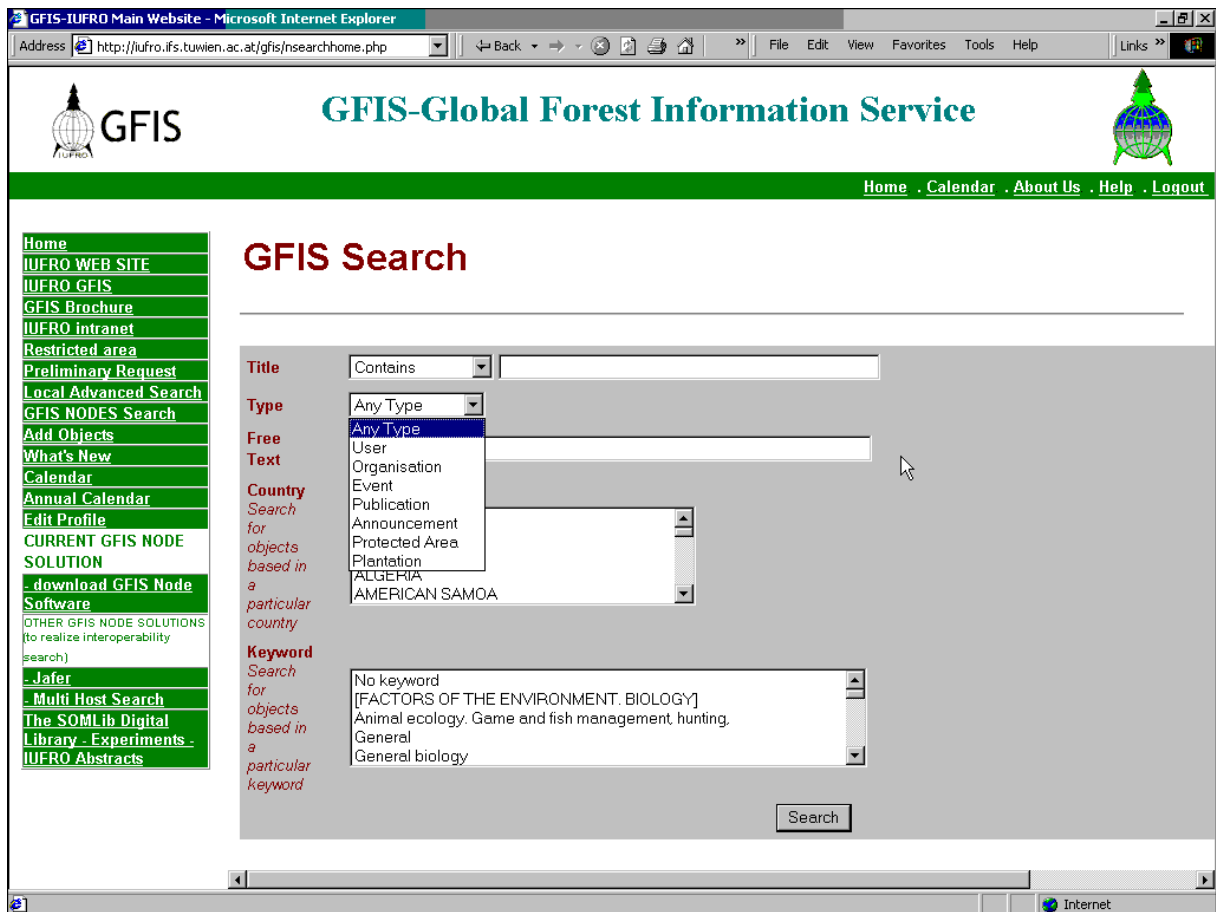 GFIS-IUFRO Main Website - Microsoft Internet Explorer
Address http://iufro.ifs.tuwien.ac.at/gfis/nsearchhome.php Back » File Edit View Favorites Tools Help Links »
GFIS
IUFRO
GFIS-Global Forest Information Service
Home . Calendar . About Us . Help . Logout
Home
IUFRO WEB SITE
IUFRO GFIS
GFIS Brochure
IUFRO intranet
Restricted area
Preliminary Request
Local Advanced Search
GFIS NODES Search
Add Objects
What's New
Calendar
Annual Calendar
Edit Profile
CURRENT GFIS NODE
SOLUTION
- download GFIS Node
Software
OTHER GFIS NODE SOLUTIONS
(to realize interoperability
search)
- Jafer
- Multi Host Search
The SOMLib Digital
Library - Experiments -
IUFRO Abstracts
GFIS Search
Title Contains
Type Any Type
Any Type
User
Organisation
Event
Publication
Announcement
Protected Area
Plantation
Free
Text
Country
Search
for
objects
based in
a
particular
country
ALGERIA
AMERICAN SAMOA
Keyword
Search
for
objects
based in
a
particular
keyword
No keyword
[FACTORS OF THE ENVIRONMENT. BIOLOGY]
Animal ecology. Game and fish management, hunting,
General
General biology
Search
Internet